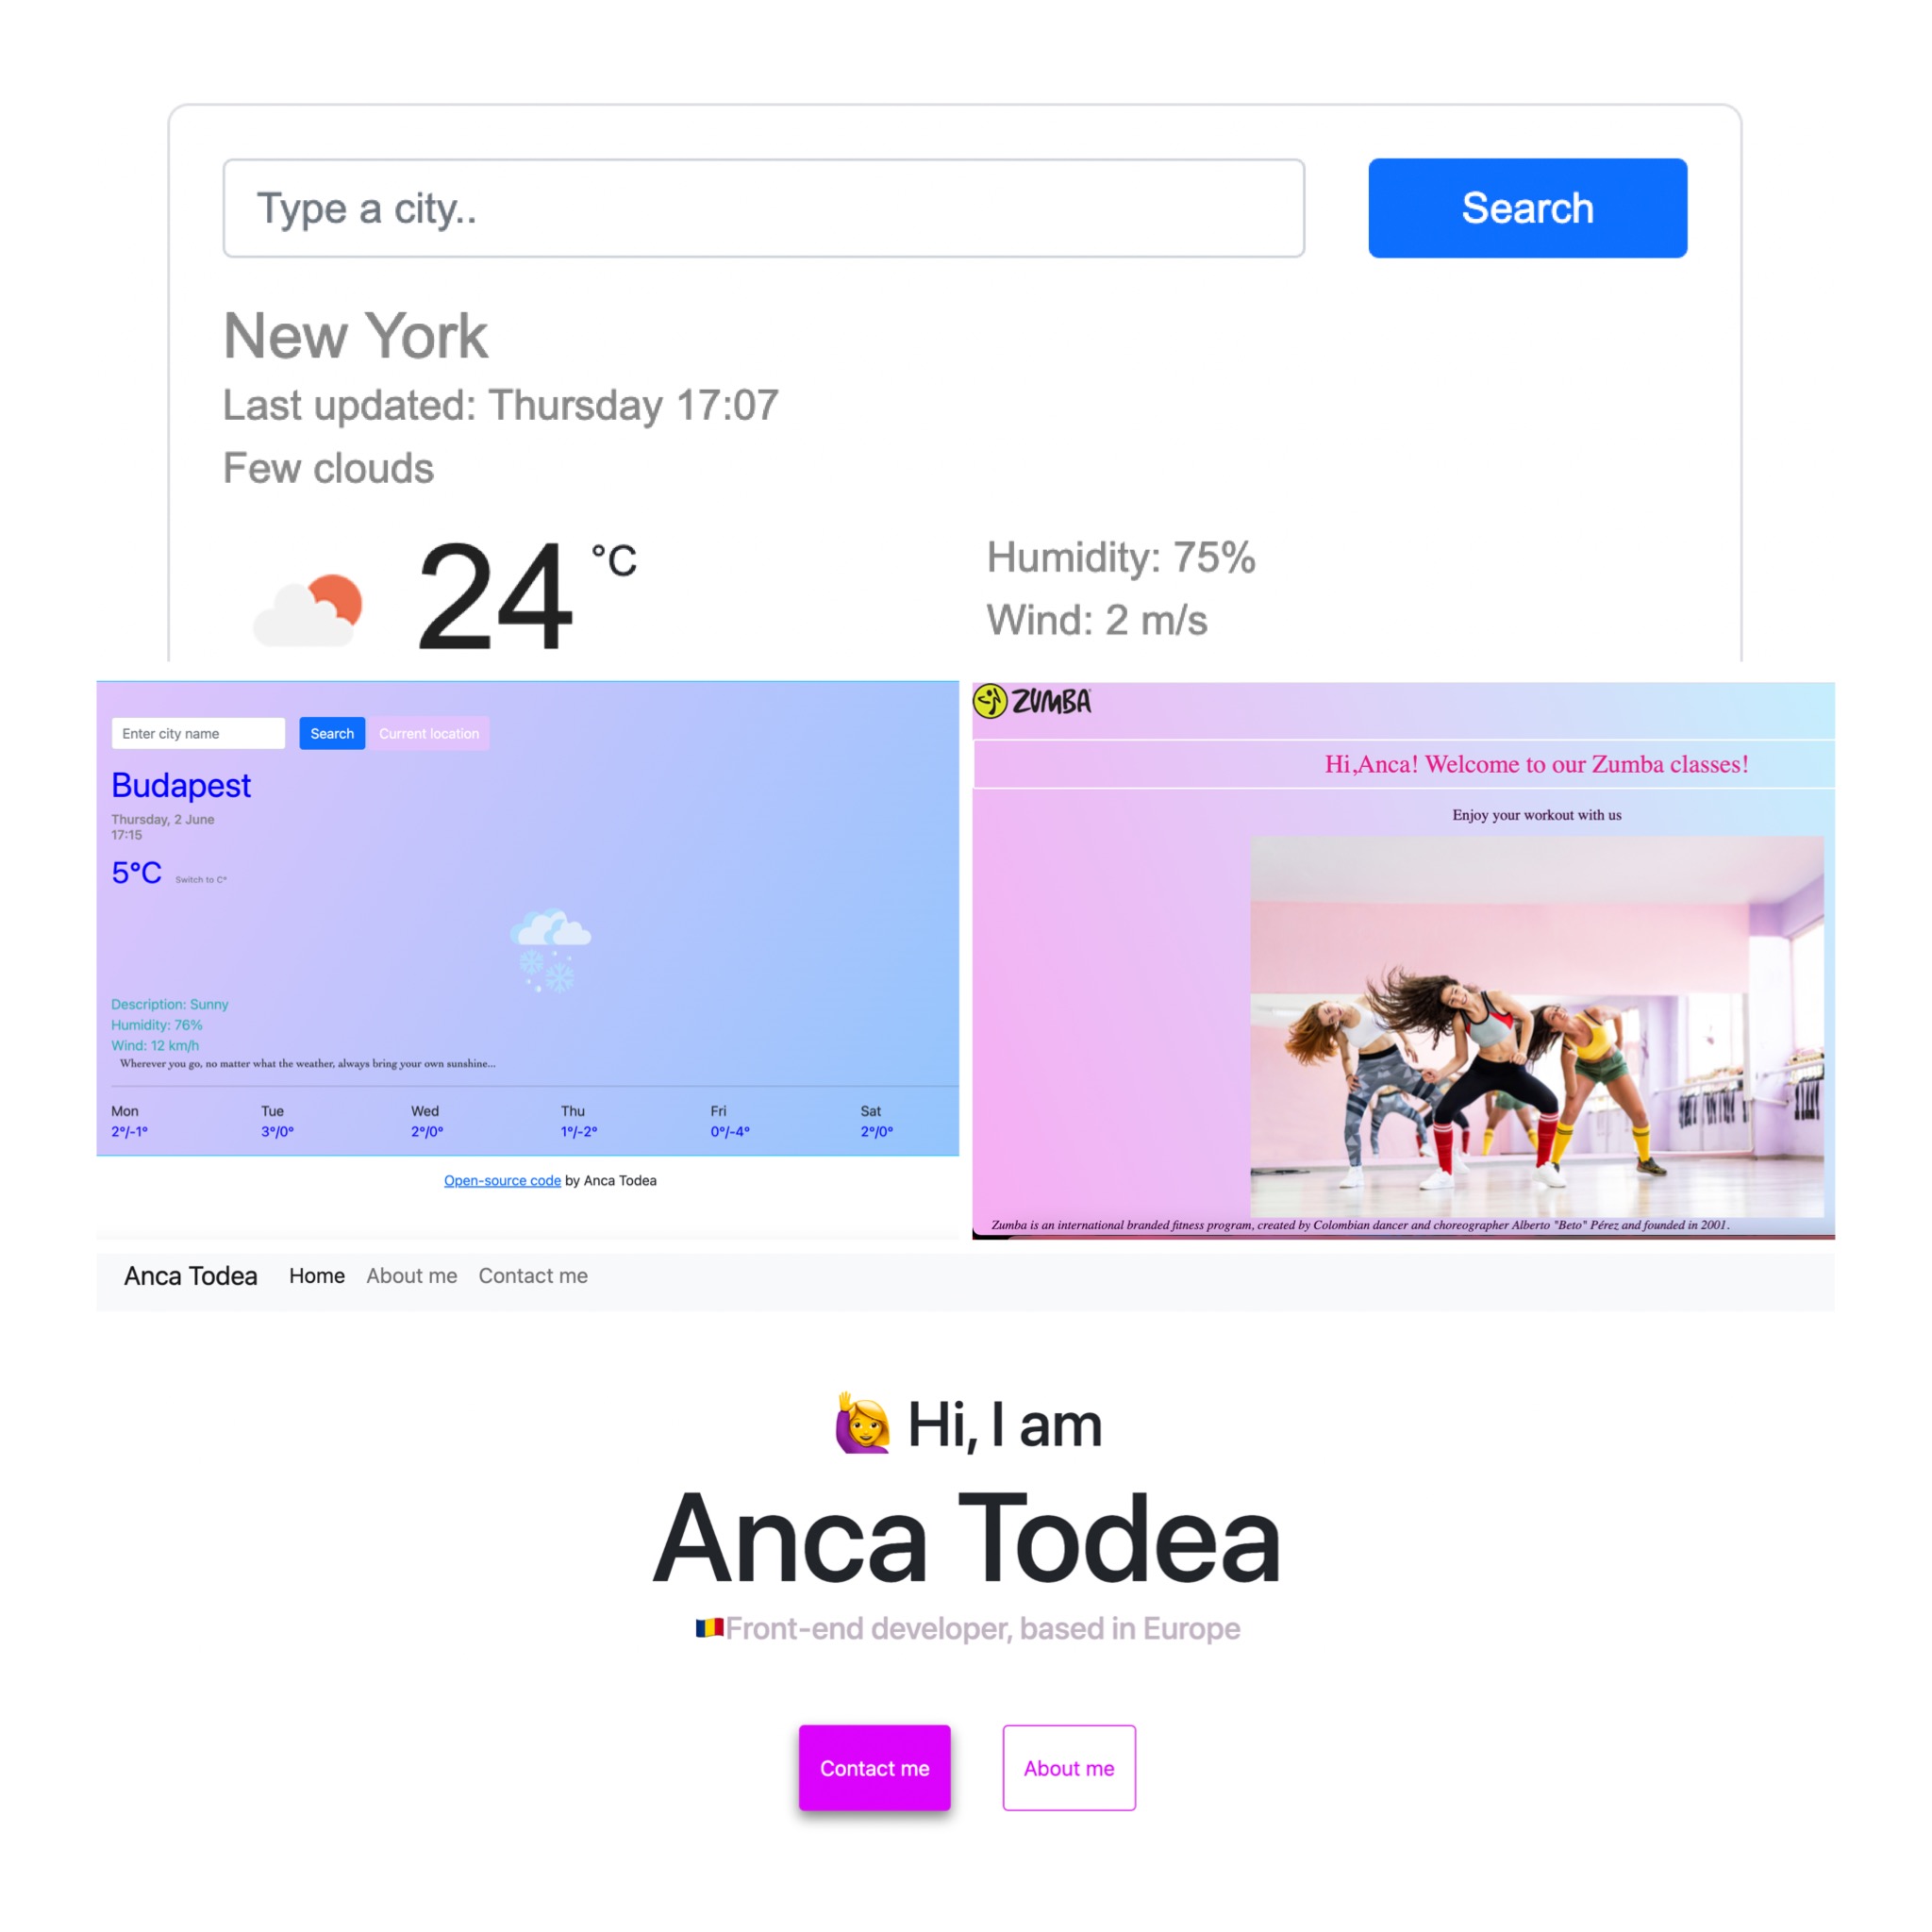 Type a city..
Search
New York
Last updated: Thursday 17:07
Few clouds
24 °C
Humidity: 75%
Wind: 2 m/s
Enter city name
Search
Current location
Budapest
Thursday, 2 June
17:15
5°C Switch to C°
Description: Sunny
Humidity: 76%
Wind: 12 km/h
Wherever you go, no matter what the weather, always bring your own sunshine...
Mon Tue Wed Thu Fri Sat
2°/-1° 3°/0° 2°/0° 1°/-2° 0°/-4° 2°/0°
Open-source code by Anca Todea
ZUMBA
Hi,Anca! Welcome to our Zumba classes!
Enjoy your workout with us
Zumba is an international branded fitness program, created by Colombian dancer and choreographer Alberto "Beto" Pérez and founded in 2001.
Anca Todea Home About me Contact me
Hi, I am
Anca Todea
Front-end developer, based in Europe
Contact me
About me